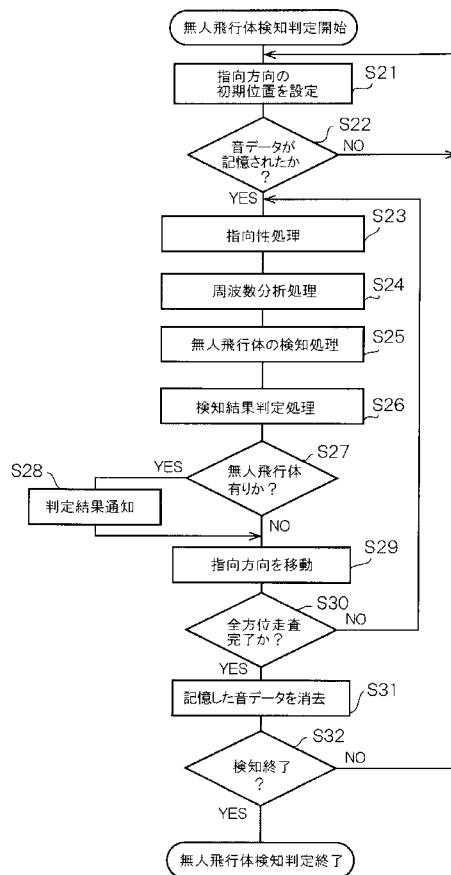 無人飛行体検知判定開始
指向方向の
初期位置を設定
S21
音データが
記憶されたか
?
S22
NO
YES
指向性処理
S23
周波数分析処理
S24
無人飛行体の検知処理
S25
検知結果判定処理
S26
無人飛行体
有りか?
S27
YES
S28
判定結果通知
NO
指向方向を移動
S29
全方位走査
完了か?
S30
NO
YES
記憶した音データを消去
S31
検知終了
?
S32
NO
YES
無人飛行体検知判定終了